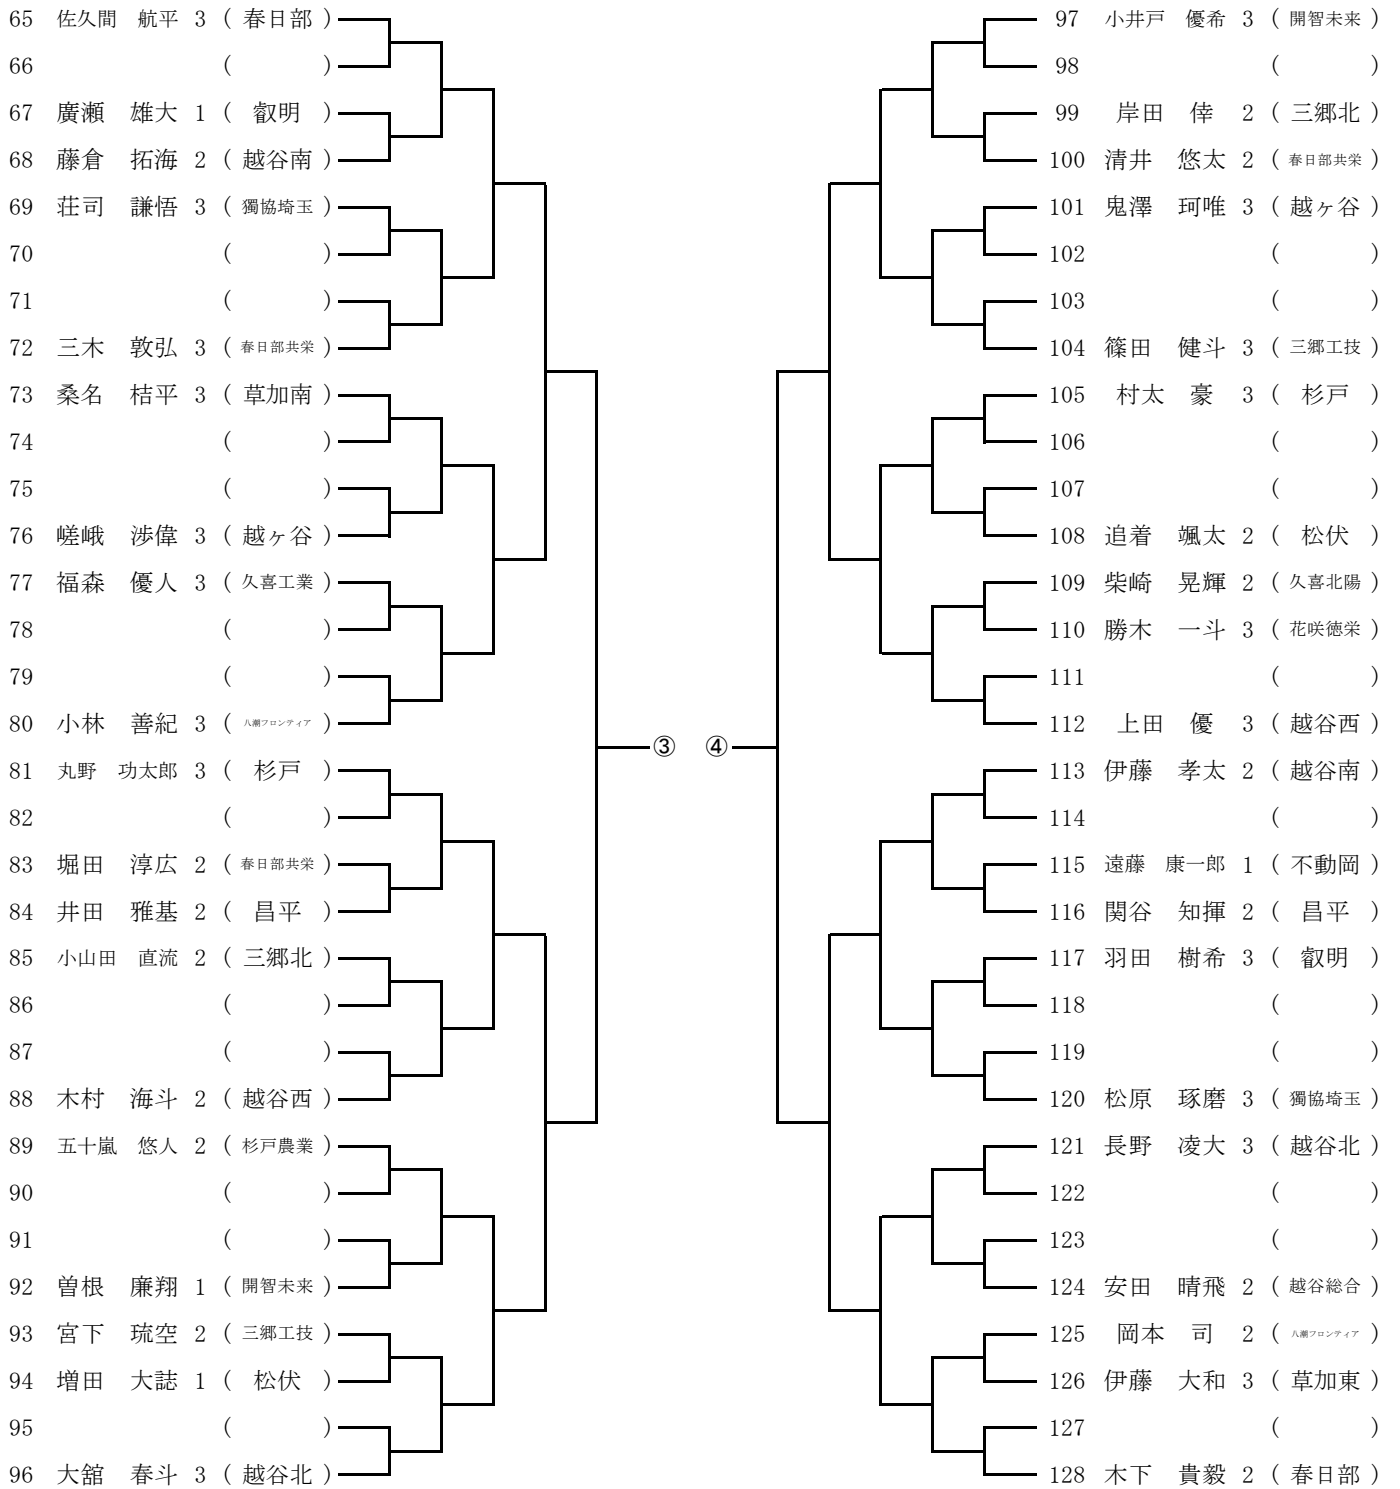 65 佐久間 航平 3 ( 春日部 )
66 ( )
67 廣瀬 雄大 1 ( 叡明 )
68 藤倉 拓海 2 ( 越谷南 )
69 荘司 謙悟 3 ( 獨協埼玉 )
70 ( )
71 ( )
72 三木 敦弘 3 ( 春日部共栄 )
73 桑名 桔平 3 ( 草加南 )
74 ( )
75 ( )
76 嵯峨 渉偉 3 ( 越ヶ谷 )
77 福森 優人 3 ( 久喜工業 )
78 ( )
79 ( )
80 小林 善紀 3 ( 八潮フロンティア )
81 丸野 功太郎 3 ( 杉戸 )
82 ( )
83 堀田 淳広 2 ( 春日部共栄 )
84 井田 雅基 2 ( 昌平 )
85 小山田 直流 2 ( 三郷北 )
86 ( )
87 ( )
88 木村 海斗 2 ( 越谷西 )
89 五十嵐 悠人 2 ( 杉戸農業 )
90 ( )
91 ( )
92 曽根 廉翔 1 ( 開智未来 )
93 宮下 琉空 2 ( 三郷工技 )
94 増田 大誌 1 ( 松伏 )
95 ( )
96 大舘 春斗 3 ( 越谷北 )
③ ④
97 小井戸 優希 3 ( 開智未来 )
98 ( )
99 岸田 倖 2 ( 三郷北 )
100 清井 悠太 2 ( 春日部共栄 )
101 鬼澤 珂唯 3 ( 越ヶ谷 )
102 ( )
103 ( )
104 篠田 健斗 3 ( 三郷工技 )
105 村太 豪 3 ( 杉戸 )
106 ( )
107 ( )
108 追着 颯太 2 ( 松伏 )
109 柴崎 晃輝 2 ( 久喜北陽 )
110 勝木 一斗 3 ( 花咲徳栄 )
111 ( )
112 上田 優 3 ( 越谷西 )
113 伊藤 孝太 2 ( 越谷南 )
114 ( )
115 遠藤 康一郎 1 ( 不動岡 )
116 関谷 知揮 2 ( 昌平 )
117 羽田 樹希 3 ( 叡明 )
118 ( )
119 ( )
120 松原 琢磨 3 ( 獨協埼玉 )
121 長野 凌大 3 ( 越谷北 )
122 ( )
123 ( )
124 安田 晴飛 2 ( 越谷総合 )
125 岡本 司 2 ( 八潮フロンティア )
126 伊藤 大和 3 ( 草加東 )
127 ( )
128 木下 貴毅 2 ( 春日部 )